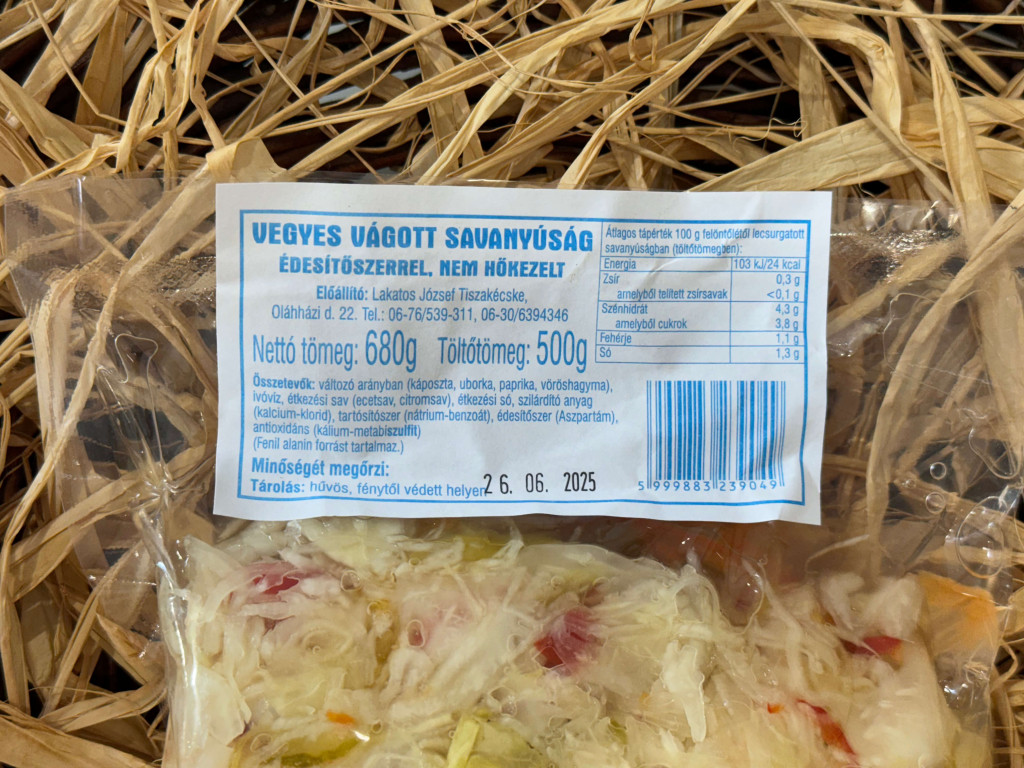 VEGYES VÁGOTT SAVANYÚSÁG
ÉDESÍTŐSZERREL, NEM HŐKEZELT
Előállító: Lakatos József Tiszakécske,
Oláhházi d. 22. Tel.: 06-76/539-311, 06-30/6394346
Nettó tömeg: 680g Töltőtömeg: 500g
Átlagos tápérték 100 g felöntőlétől lecsurgatott
savanyúságban (töltőtömegben):
Energia 103 kJ/24 kcal
Zsír 0,3 g
amelyből telített zsírsavak <0,1 g
Szénhidrát 4,3 g
amelyből cukrok 3,8 g
Fehérje 1,1 g
Só 1,3 g
Összetevők: változó arányban (káposzta, uborka, paprika, vöröshagyma),
ivóvíz, étkezési sav (ecetsav, citromsav), étkezési só, szilárdító anyag
(kalcium-klorid), tartósítószer (nátrium-benzoát), édesítőszer (Aszpartám),
antioxidáns (kálium-metabiszulfit)
(Fenil alanin forrást tartalmaz.)
Minőségét megőrzi:
Tárolás: hűvös, fénytől védett helyen
26. 06. 2025
5 999883 239049